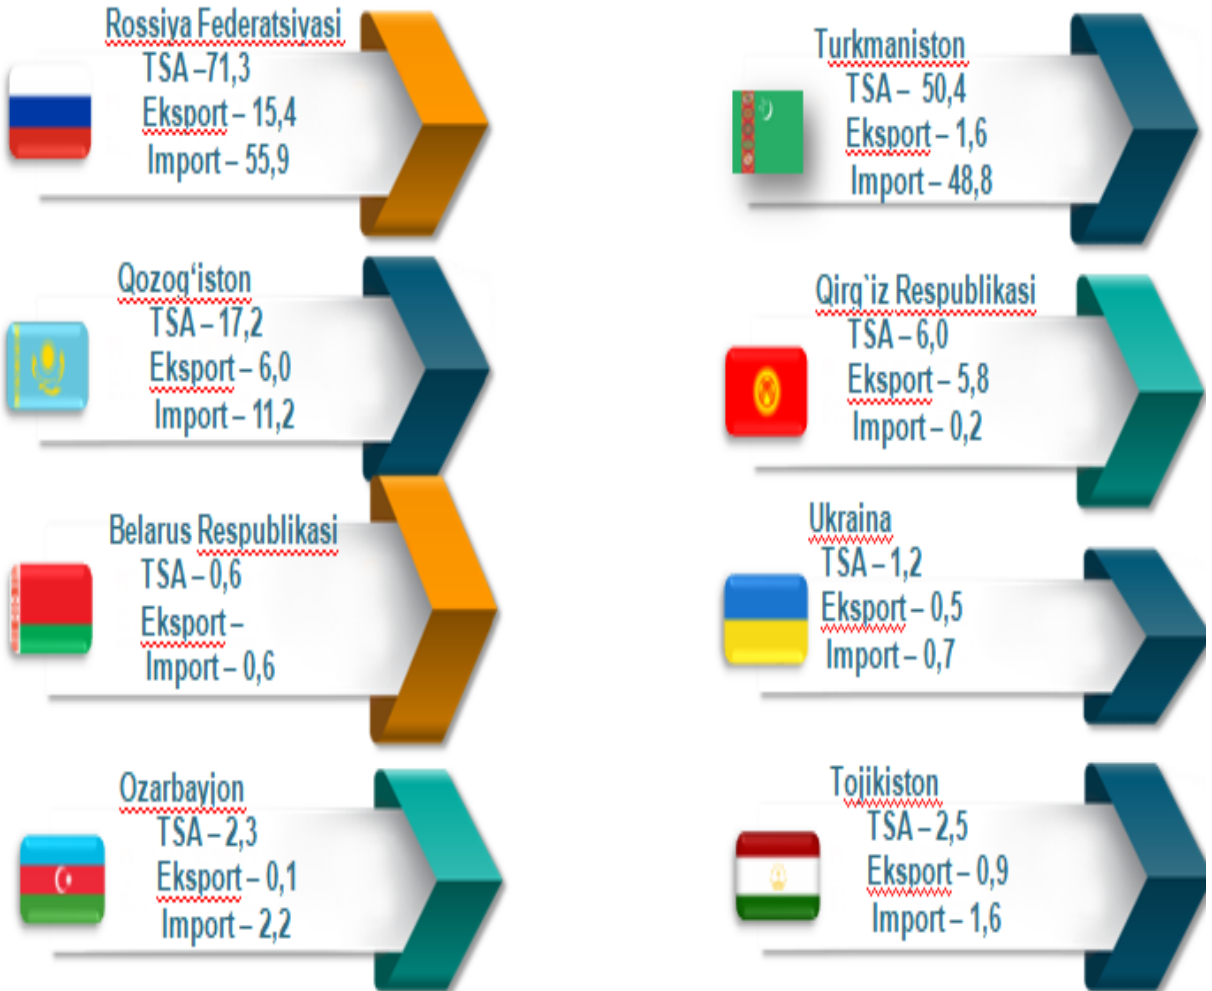 Rossiya Federatsiyasi
TSA –71,3
Eksport – 15,4
Import – 55,9
Qozog‘iston
TSA – 17,2
Eksport – 6,0
Import – 11,2
Belarus Respublikasi
TSA – 0,6
Eksport –
Import – 0,6
Ozarbayjon
TSA – 2,3
Eksport – 0,1
Import – 2,2
Turkmaniston
TSA – 50,4
Eksport – 1,6
Import – 48,8
Qirg`iz Respublikasi
TSA – 6,0
Eksport – 5,8
Import – 0,2
Ukraina
TSA – 1,2
Eksport – 0,5
Import – 0,7
Tojikiston
TSA – 2,5
Eksport – 0,9
Import – 1,6